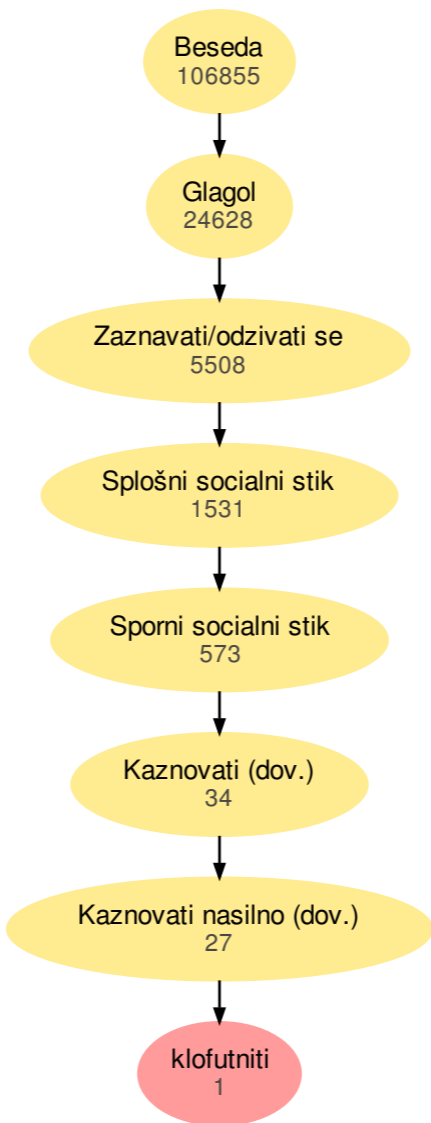 Beseda
106855
Glagol
24628
Zaznavati/odzivati se
5508
Splošni socialni stik
1531
Sporni socialni stik
573
Kaznovati (dov.)
34
Kaznovati nasilno (dov.)
27
klofutniti
1